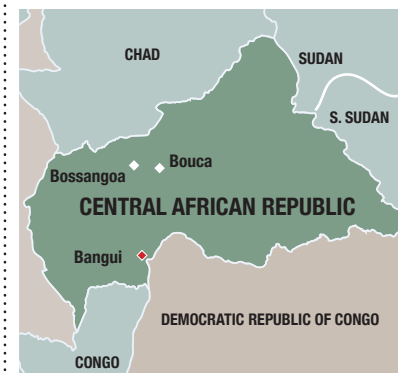 CHAD
SUDAN
S. SUDAN
Bossangoa
Bouca
CENTRAL AFRICAN REPUBLIC
Bangui
DEMOCRATIC REPUBLIC OF CONGO
CONGO